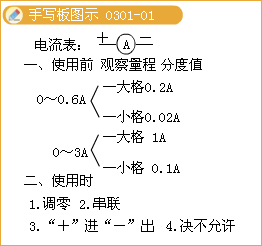 手写板图示 0301-01
电流表: + A 一
一、使用前 观察量程 分度值
一大格0.2A
0～0.6A
一小格0.02A
一大格 1A
0～3A
一小格 0.1A
二、使用时
1.调零 2.串联
3.“＋”进“－”出 4.决不允许